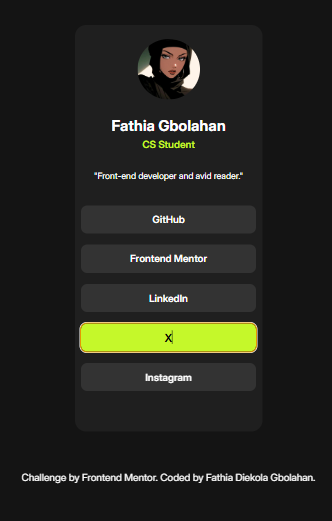 Fathia Gbolahan
CS Student
"Front-end developer and avid reader."
GitHub
Frontend Mentor
LinkedIn
X
Instagram
Challenge by Frontend Mentor. Coded by Fathia Diekola Gbolahan.